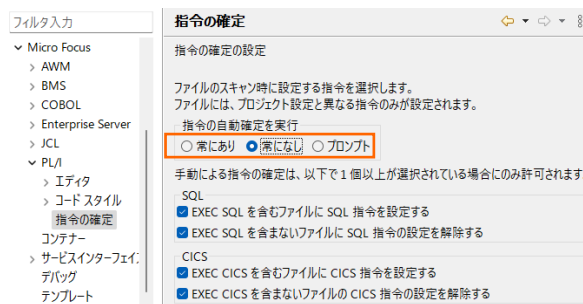 フィルタ入力
Micro Focus
AWM
BMS
COBOL
Enterprise Server
JCL
PL/I
エディタ
コード スタイル
指令の確定
コンテナー
サービスインターフェイ
デバッグ
テンプレート
指令の確定
指令の確定の設定
ファイルのスキャン時に設定する指令を選択します。
ファイルには、プロジェクト設定と異なる指令のみが設定されます。
指令の自動確定を実行
常にあり 常になし プロンプト
手動による指令の確定は、以下で 1 個以上が選択されている場合にのみ許可されます
SQL
EXEC SQL を含むファイルに SQL 指令を設定する
EXEC SQL を含まないファイルに SQL 指令の設定を解除する
CICS
EXEC CICS を含むファイルに CICS 指令を設定する
EXEC CICS を含まないファイルの CICS 指令の設定を解除する